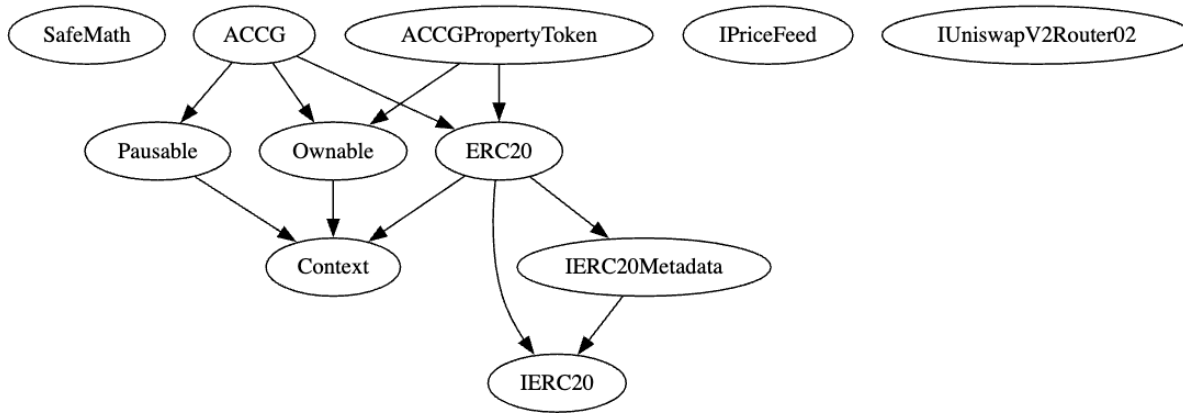 SafeMath
ACCG
ACCGPropertyToken
IPriceFeed
IUniswapV2Router02
Pausable
Ownable
ERC20
Context
IERC20Metadata
IERC20